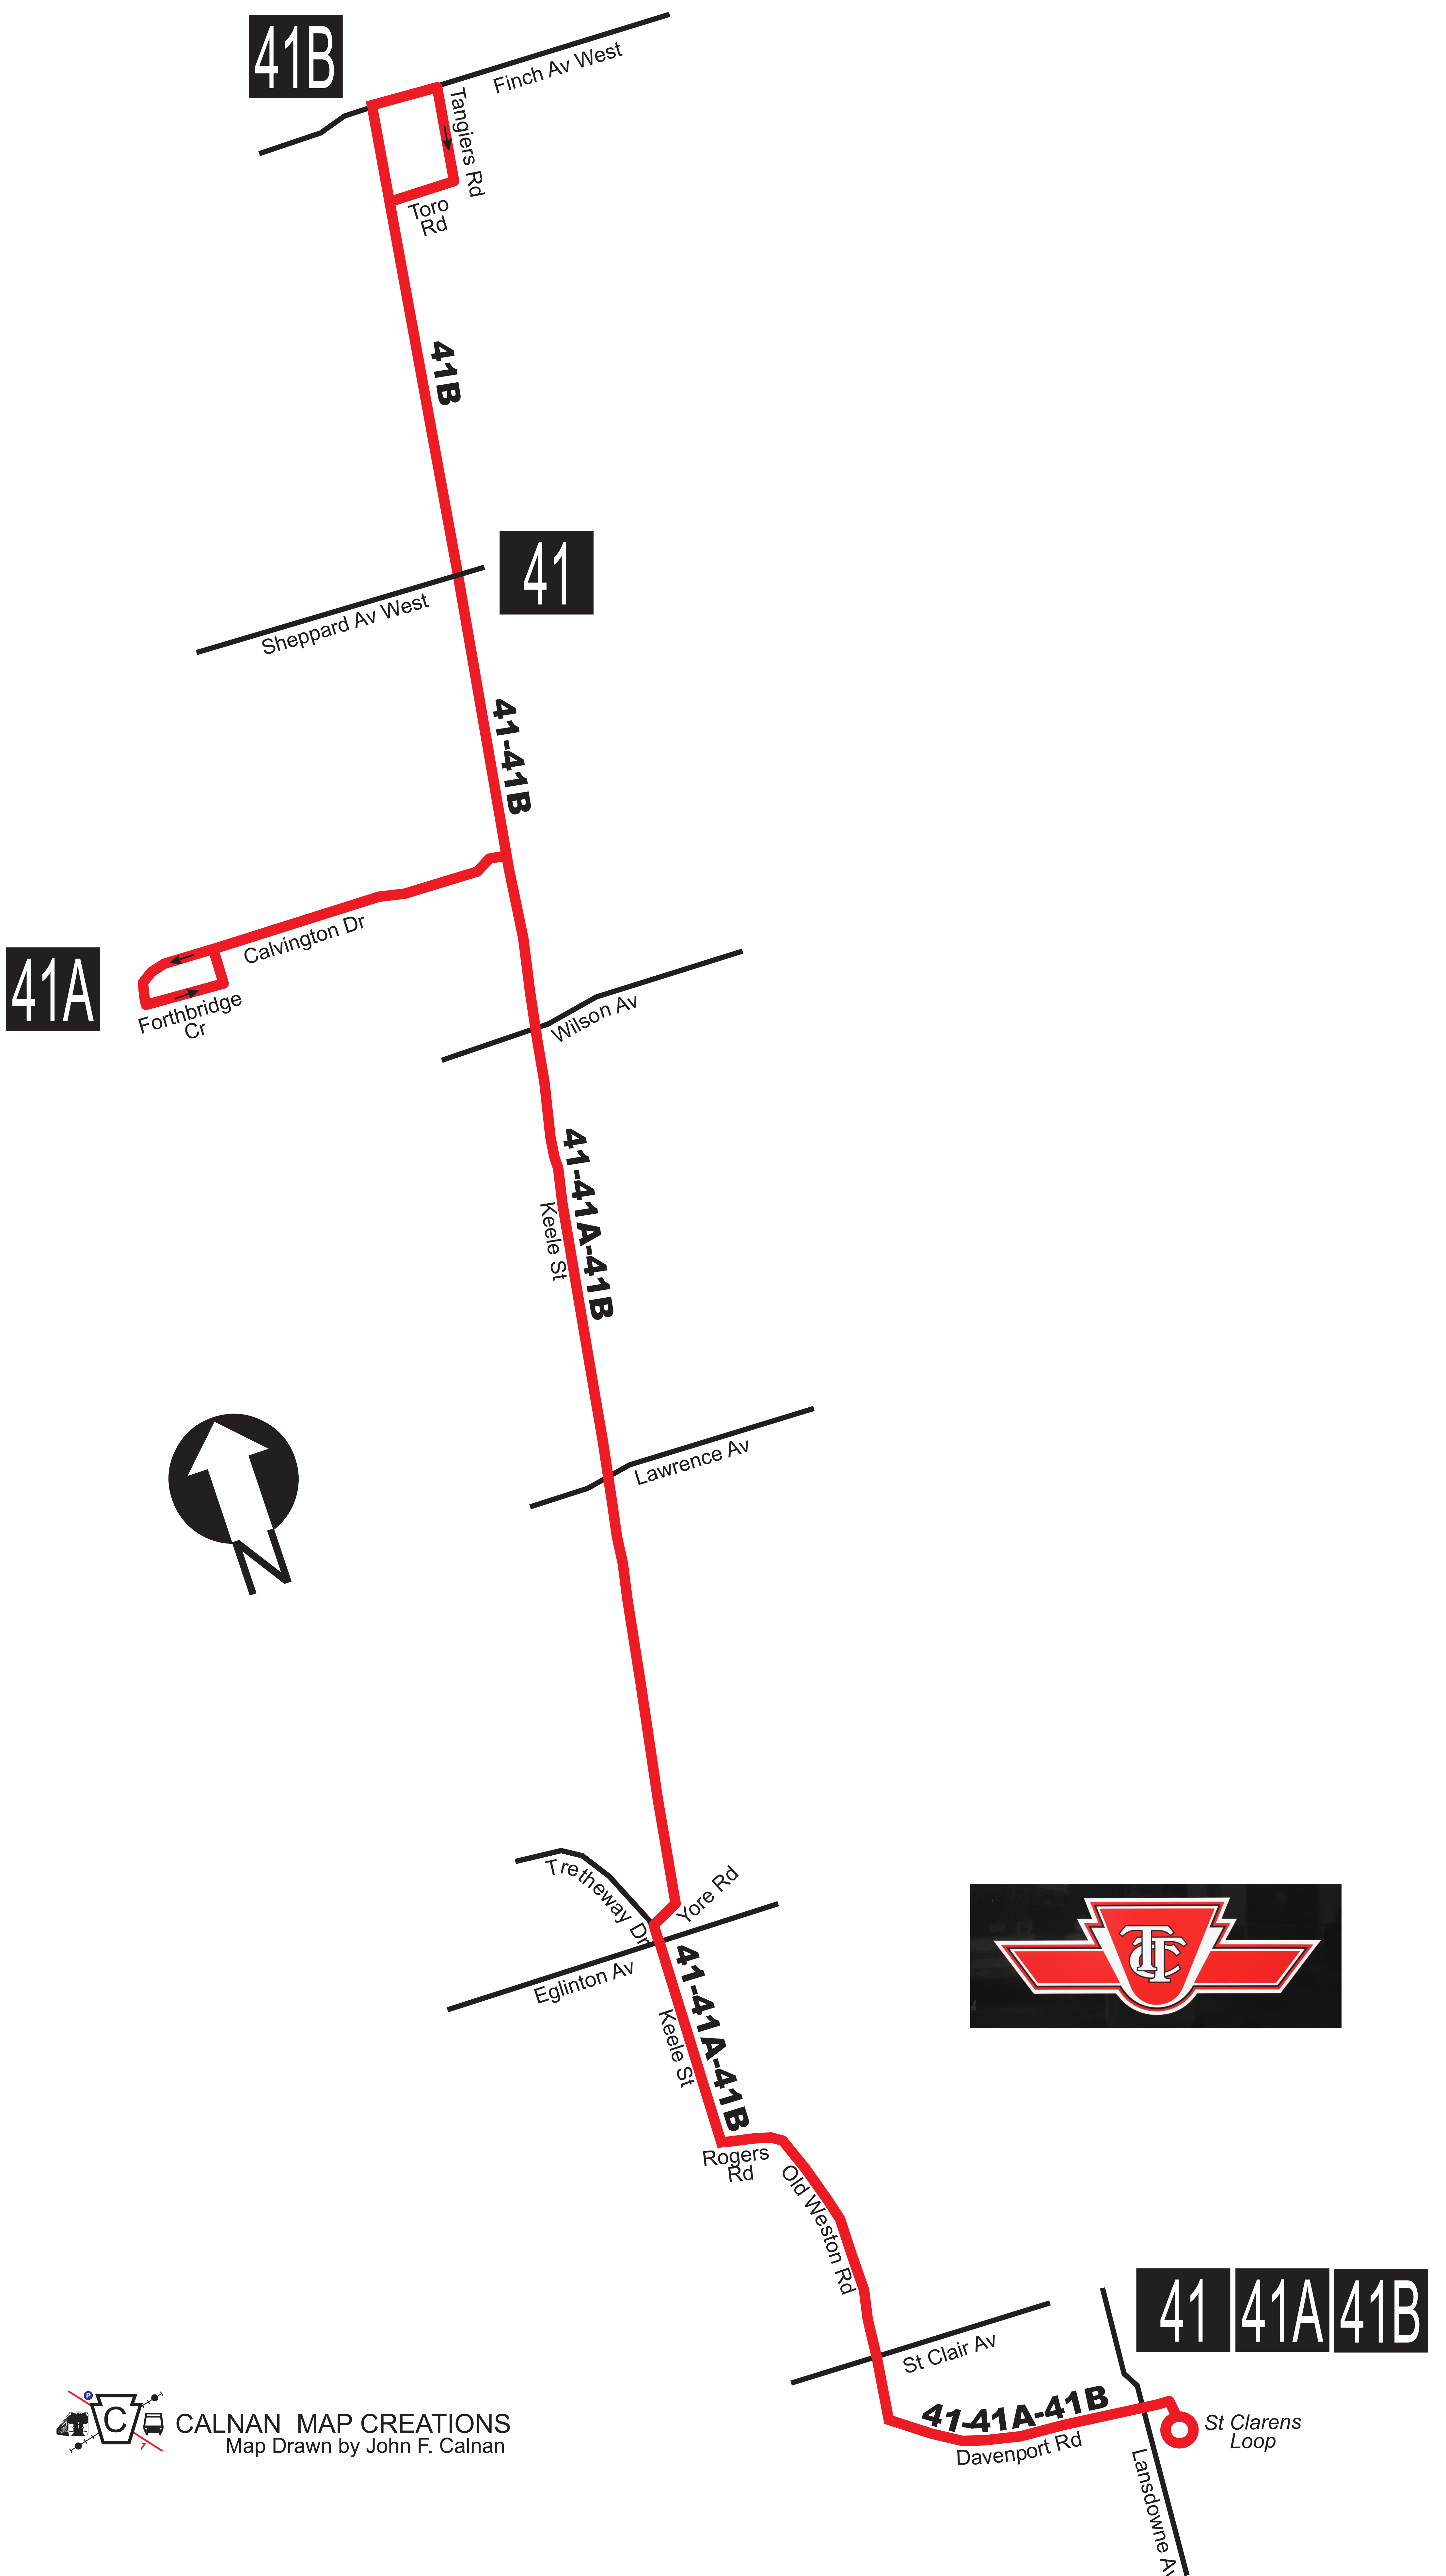 41B
Finch Av West
Tangiers Rd
Toro
Rd
41B
41
Sheppard Av West
41-41B
Calvington Dr
41A
Forthbridge
Cr
Wilson Av
41-41A-41B
Keele St
Lawrence Av
N
Tretheway Dr
Yore Rd
Eglinton Av
41-41A-41B
Keele St
TTC
Rogers
Rd
Old Weston Rd
41 41A 41B
St Clair Av
41-41A-41B
Davenport Rd
St Clarens
Loop
Lansdowne Av
P
C
1
CALNAN MAP CREATIONS
Map Drawn by John F. Calnan